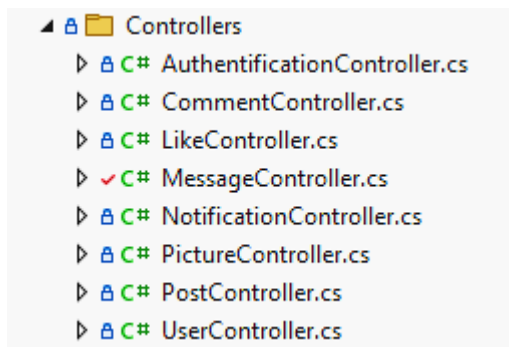 Controllers
C# AuthentificationController.cs
C# CommentController.cs
C# LikeController.cs
C# MessageController.cs
C# NotificationController.cs
C# PictureController.cs
C# PostController.cs
C# UserController.cs